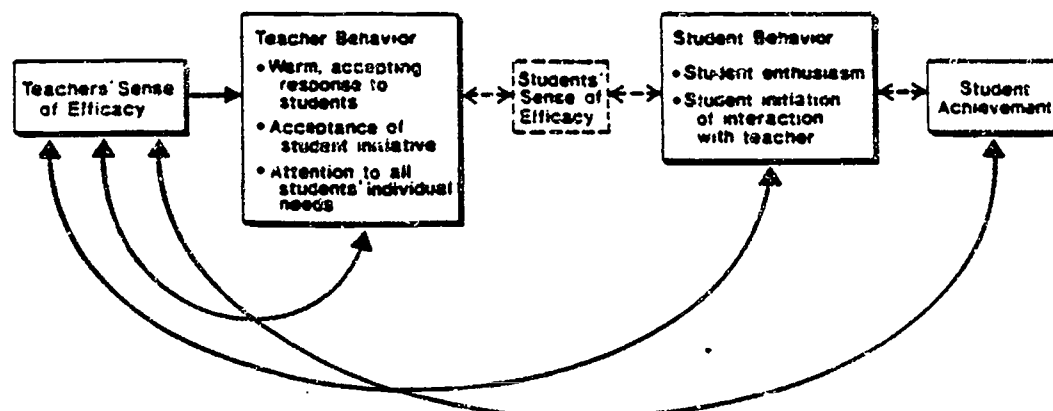 Teachers' Sense
of Efficacy
Teacher Behavior
• Warm, accepting
response to
students
• Acceptance of
student initiative
• Attention to all
students' individual
needs
Students'
Sense of
Efficacy
Student Behavior
• Student enthusiasm
• Student initiation
of interaction
with teacher
Student
Achievement